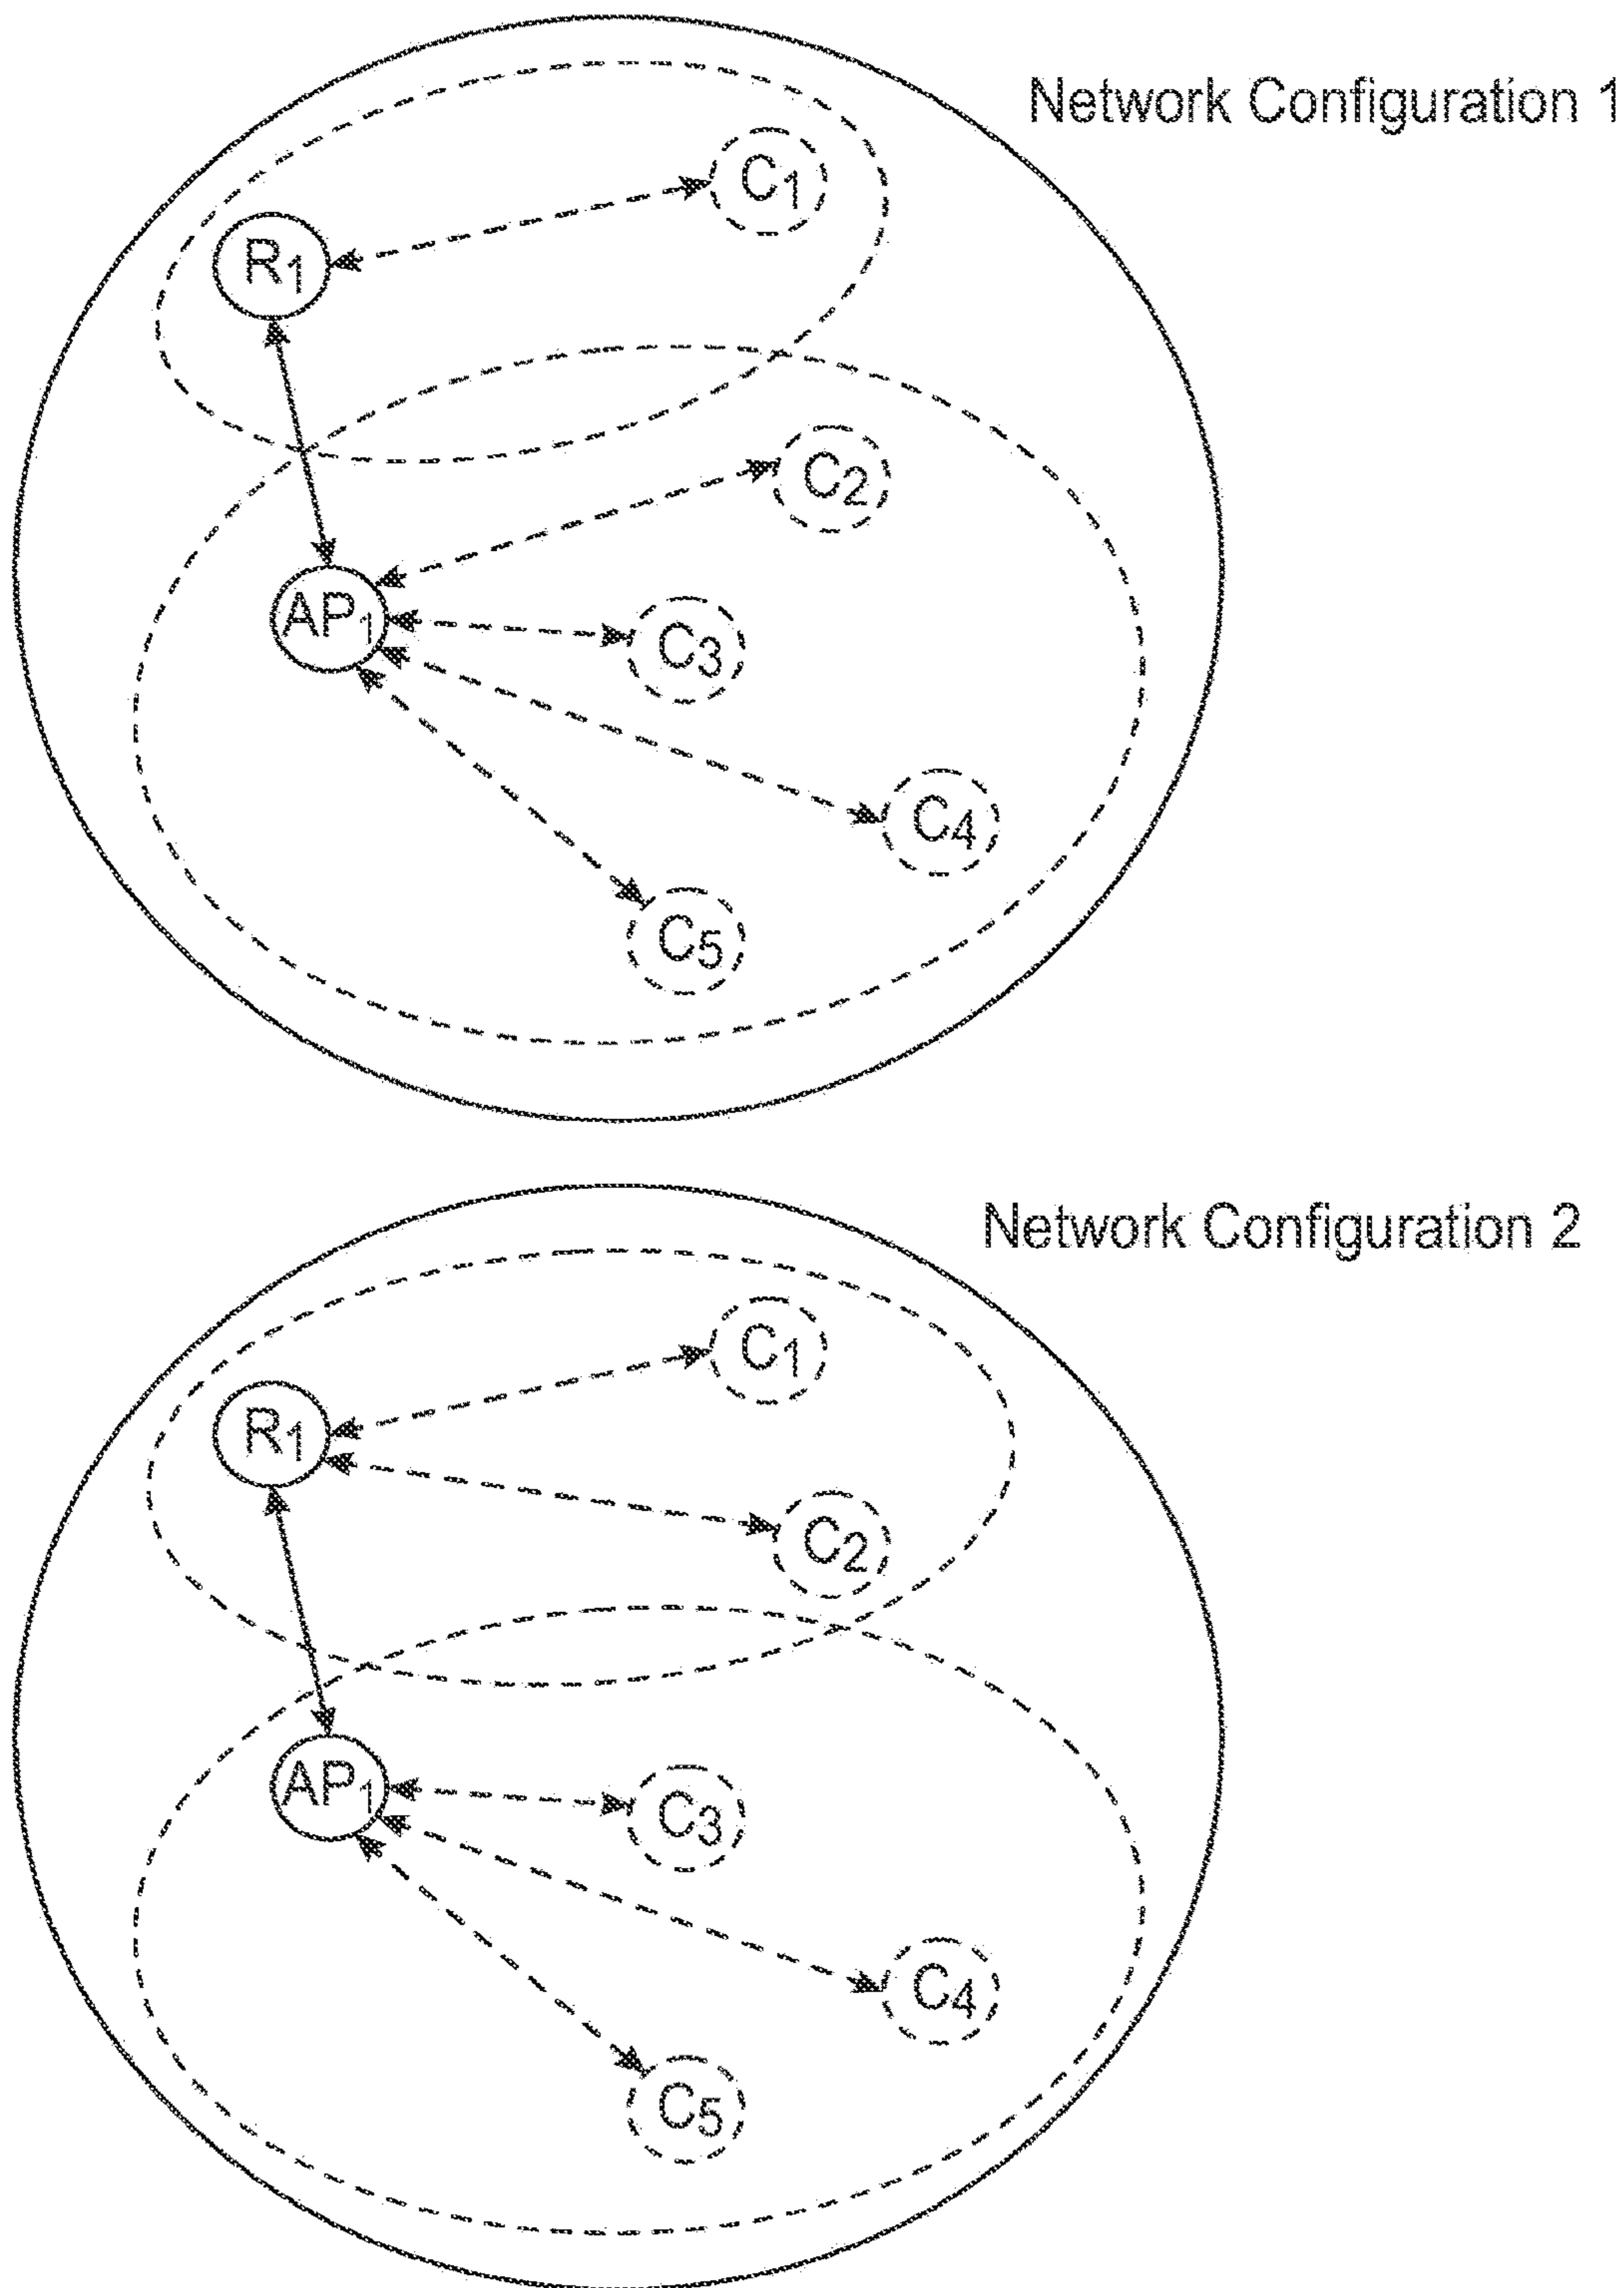 Network Configuration 1
C1
R1
C2
AP1
C3
C4
C5
Network Configuration 2
C1
R1
C2
AP1
C3
C4
C5